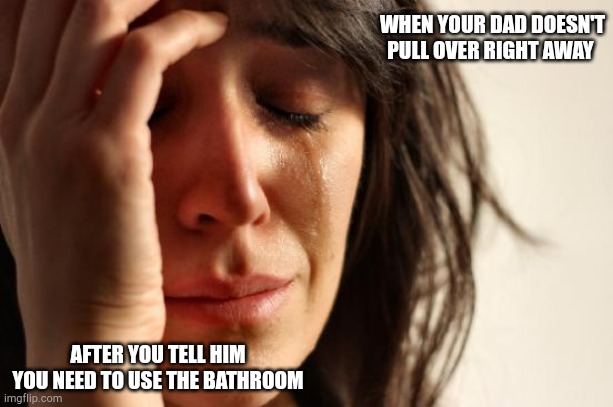 WHEN YOUR DAD DOESN'T
PULL OVER RIGHT AWAY
AFTER YOU TELL HIM
YOU NEED TO USE THE BATHROOM
imgflip.com